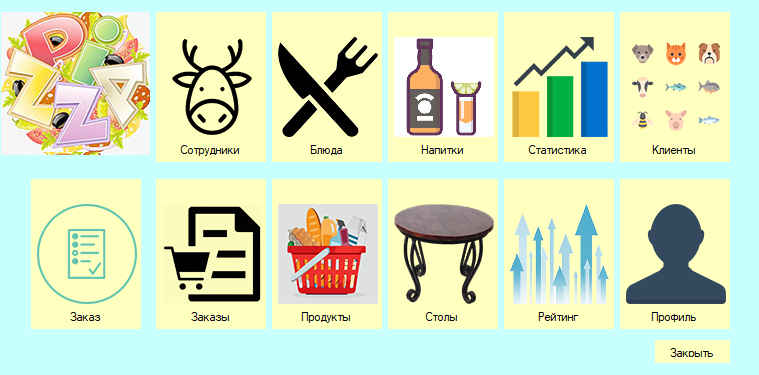 PiZZA
Сотрудники
Блюда
Напитки
Статистика
Клиенты
Заказ
Заказы
Продукты
Столы
Рейтинг
Профиль
Закрыть